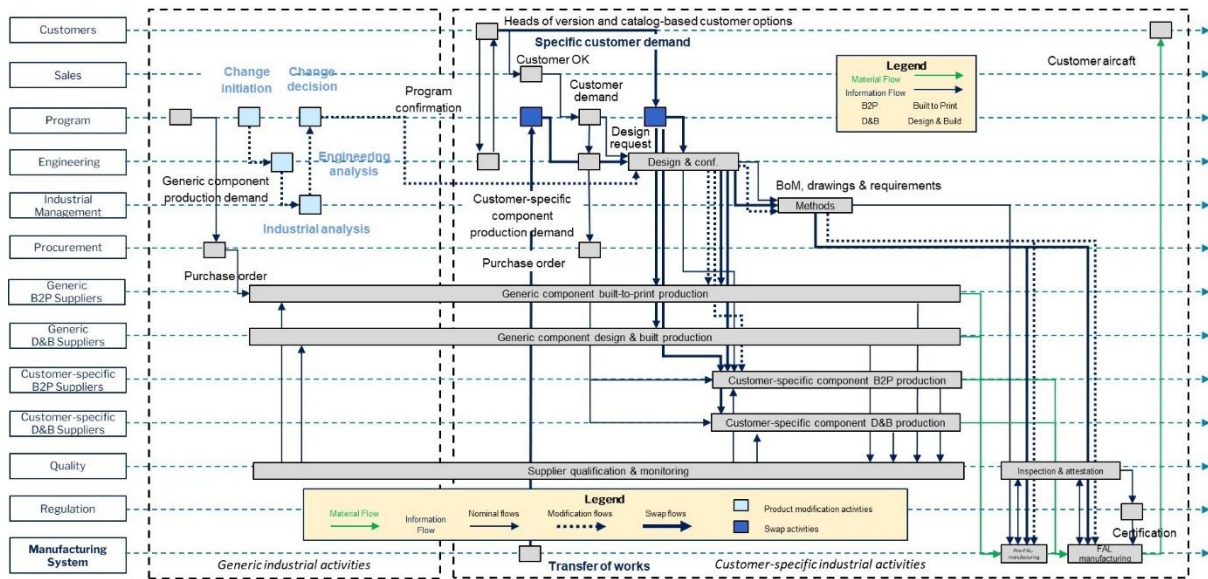 Customers
Heads of version and catalog-based customer options
Specific customer demand
Sales
Change
initiation
Change
decision
Customer OK
Customer
demand
Legend
Material Flow
Information Flow
B2P
Built to Print
D&B
Design & Build
Customer aircaft
Program
Program
confirmation
Design
request
Engineering
Engineering
analysis
Design & conf.
Generic component
production demand
BoM, drawings & requirements
Industrial
Management
Industrial analysis
Customer-specific
component
production demand
Methods
Procurement
Purchase order
Purchase order
Generic
B2P Suppliers
Generic component built-to-print production
Generic
D&B Suppliers
Generic component design & built production
Customer-specific
B2P Suppliers
Customer-specific component B2P production
Customer-specific
D&B Suppliers
Customer-specific component D&B production
Quality
Supplier qualification & monitoring
Inspection & attestation
Regulation
Legend
Material Flow
Information
Flow
Nominal flows
Modification flows
Swap flows
Product modification activities
Swap activities
Certification
Manufacturing
System
Generic industrial activities
Transfer of works
Customer-specific industrial activities
Pre-FAL-
manufacturing
FAL
manufacturing